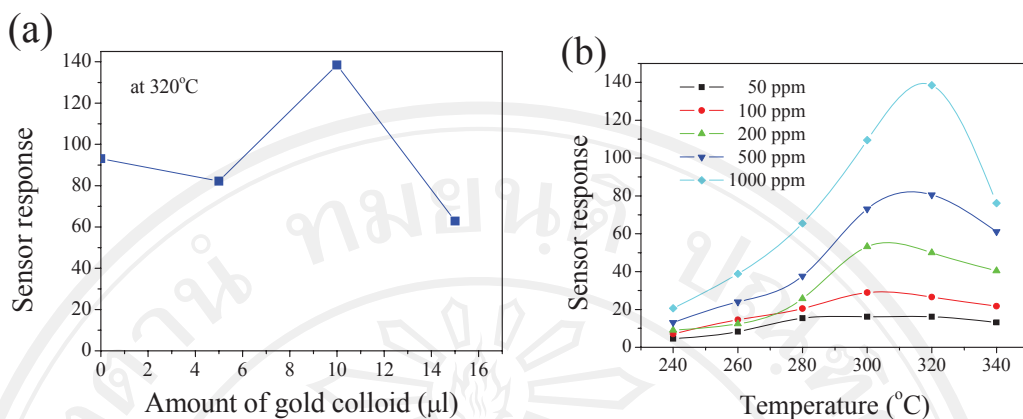 (a)
at 320°C
Sensor response
140
120
100
80
60
40
20
0
0 2 4 6 8 10 12 14 16
Amount of gold colloid (μl)
(b)
50 ppm
100 ppm
200 ppm
500 ppm
1000 ppm
Sensor response
140
120
100
80
60
40
20
0
240 260 280 300 320 340
Temperature (°C)